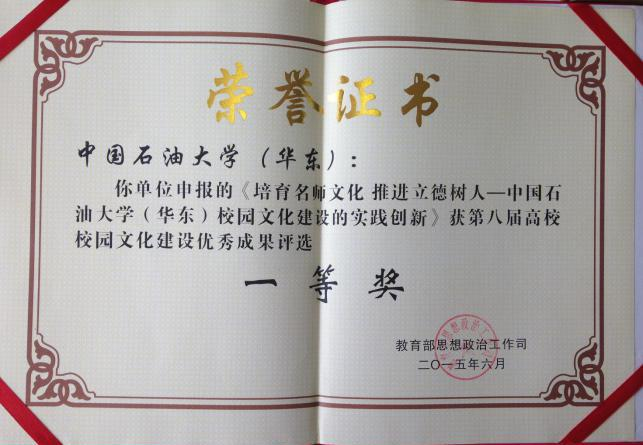 荣誉证书
中国石油大学（华东）：
你单位申报的《培育名师文化 推进立德树人—中国石
油大学（华东）校园文化建设的实践创新》获第八届高校
校园文化建设优秀成果评选
一等奖
教育部思想政治工作司
二〇一五年六月